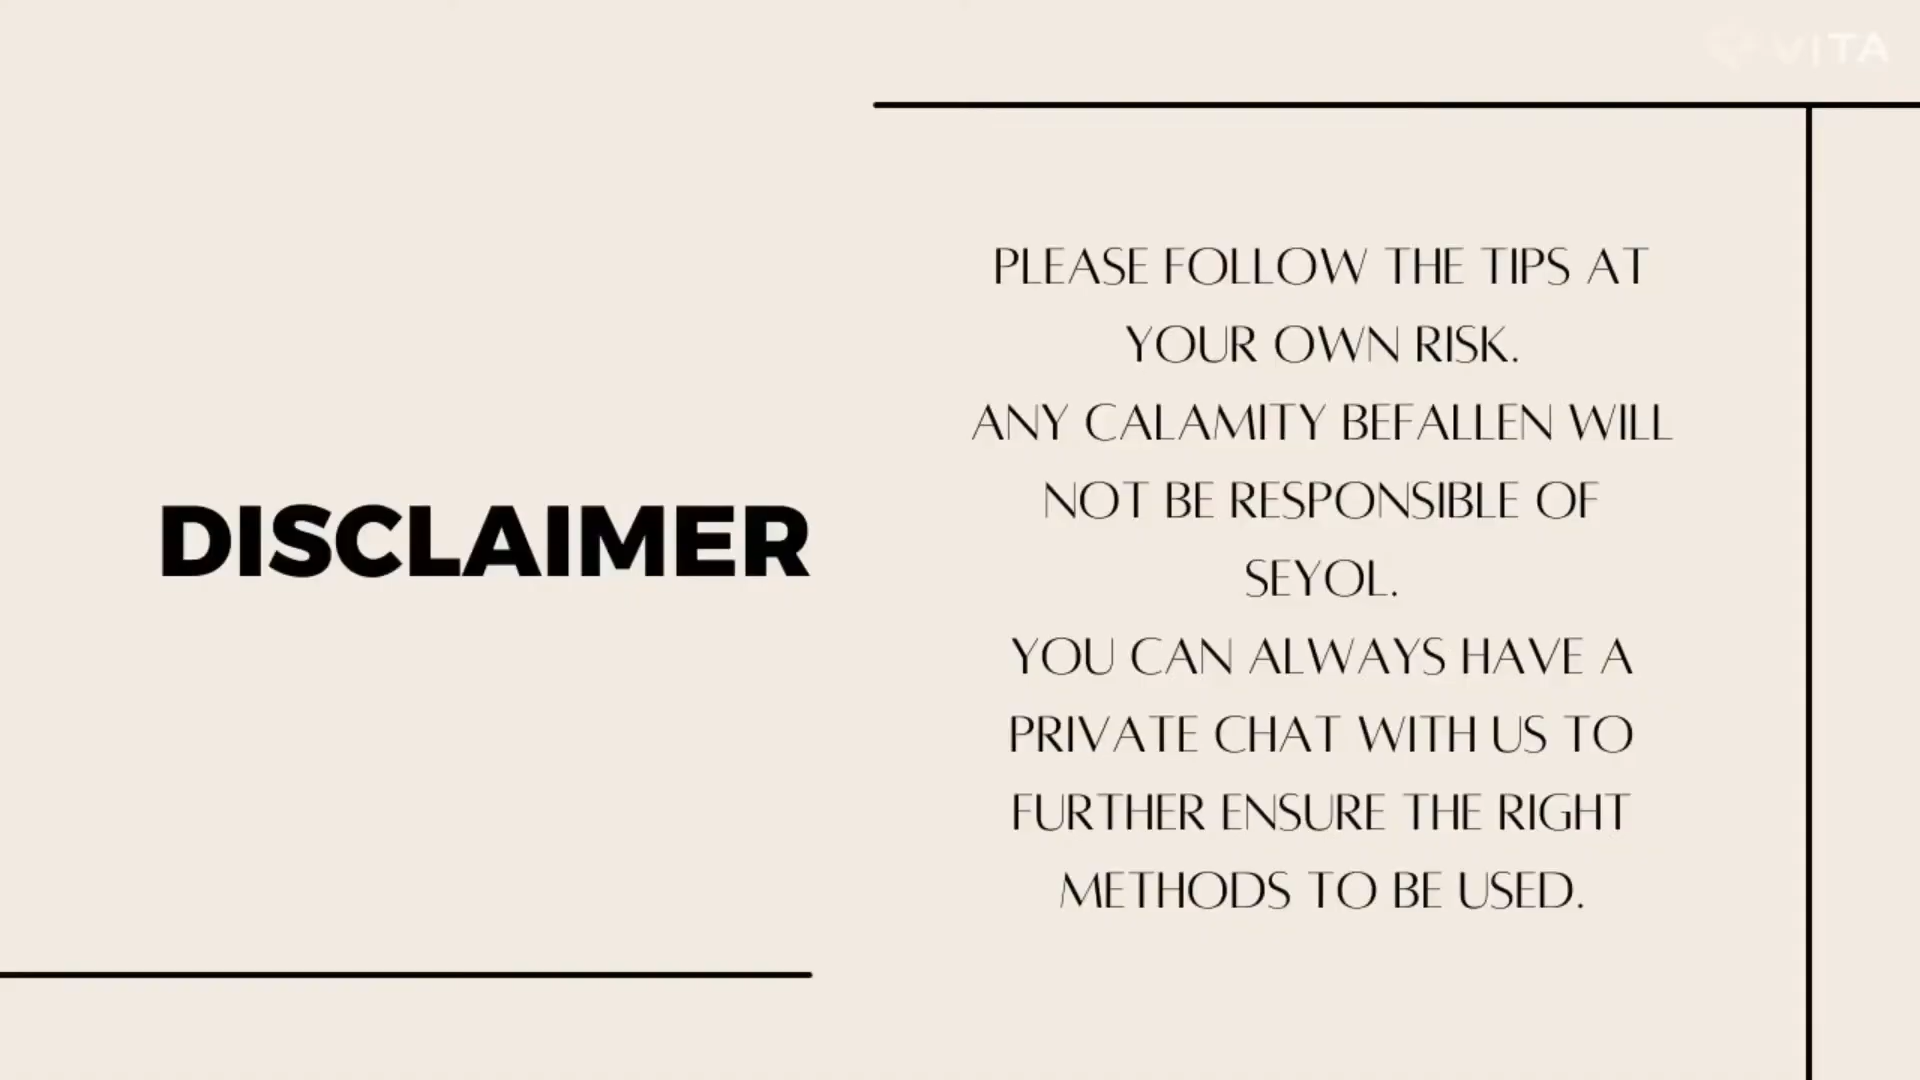 VITA
DISCLAIMER
PLEASE FOLLOW THE TIPS AT
YOUR OWN RISK.
ANY CALAMITY BEFALLEN WILL
NOT BE RESPONSIBLE OF
SEYOL.
YOU CAN ALWAYS HAVE A
PRIVATE CHAT WITH US TO
FURTHER ENSURE THE RIGHT
METHODS TO BE USED.